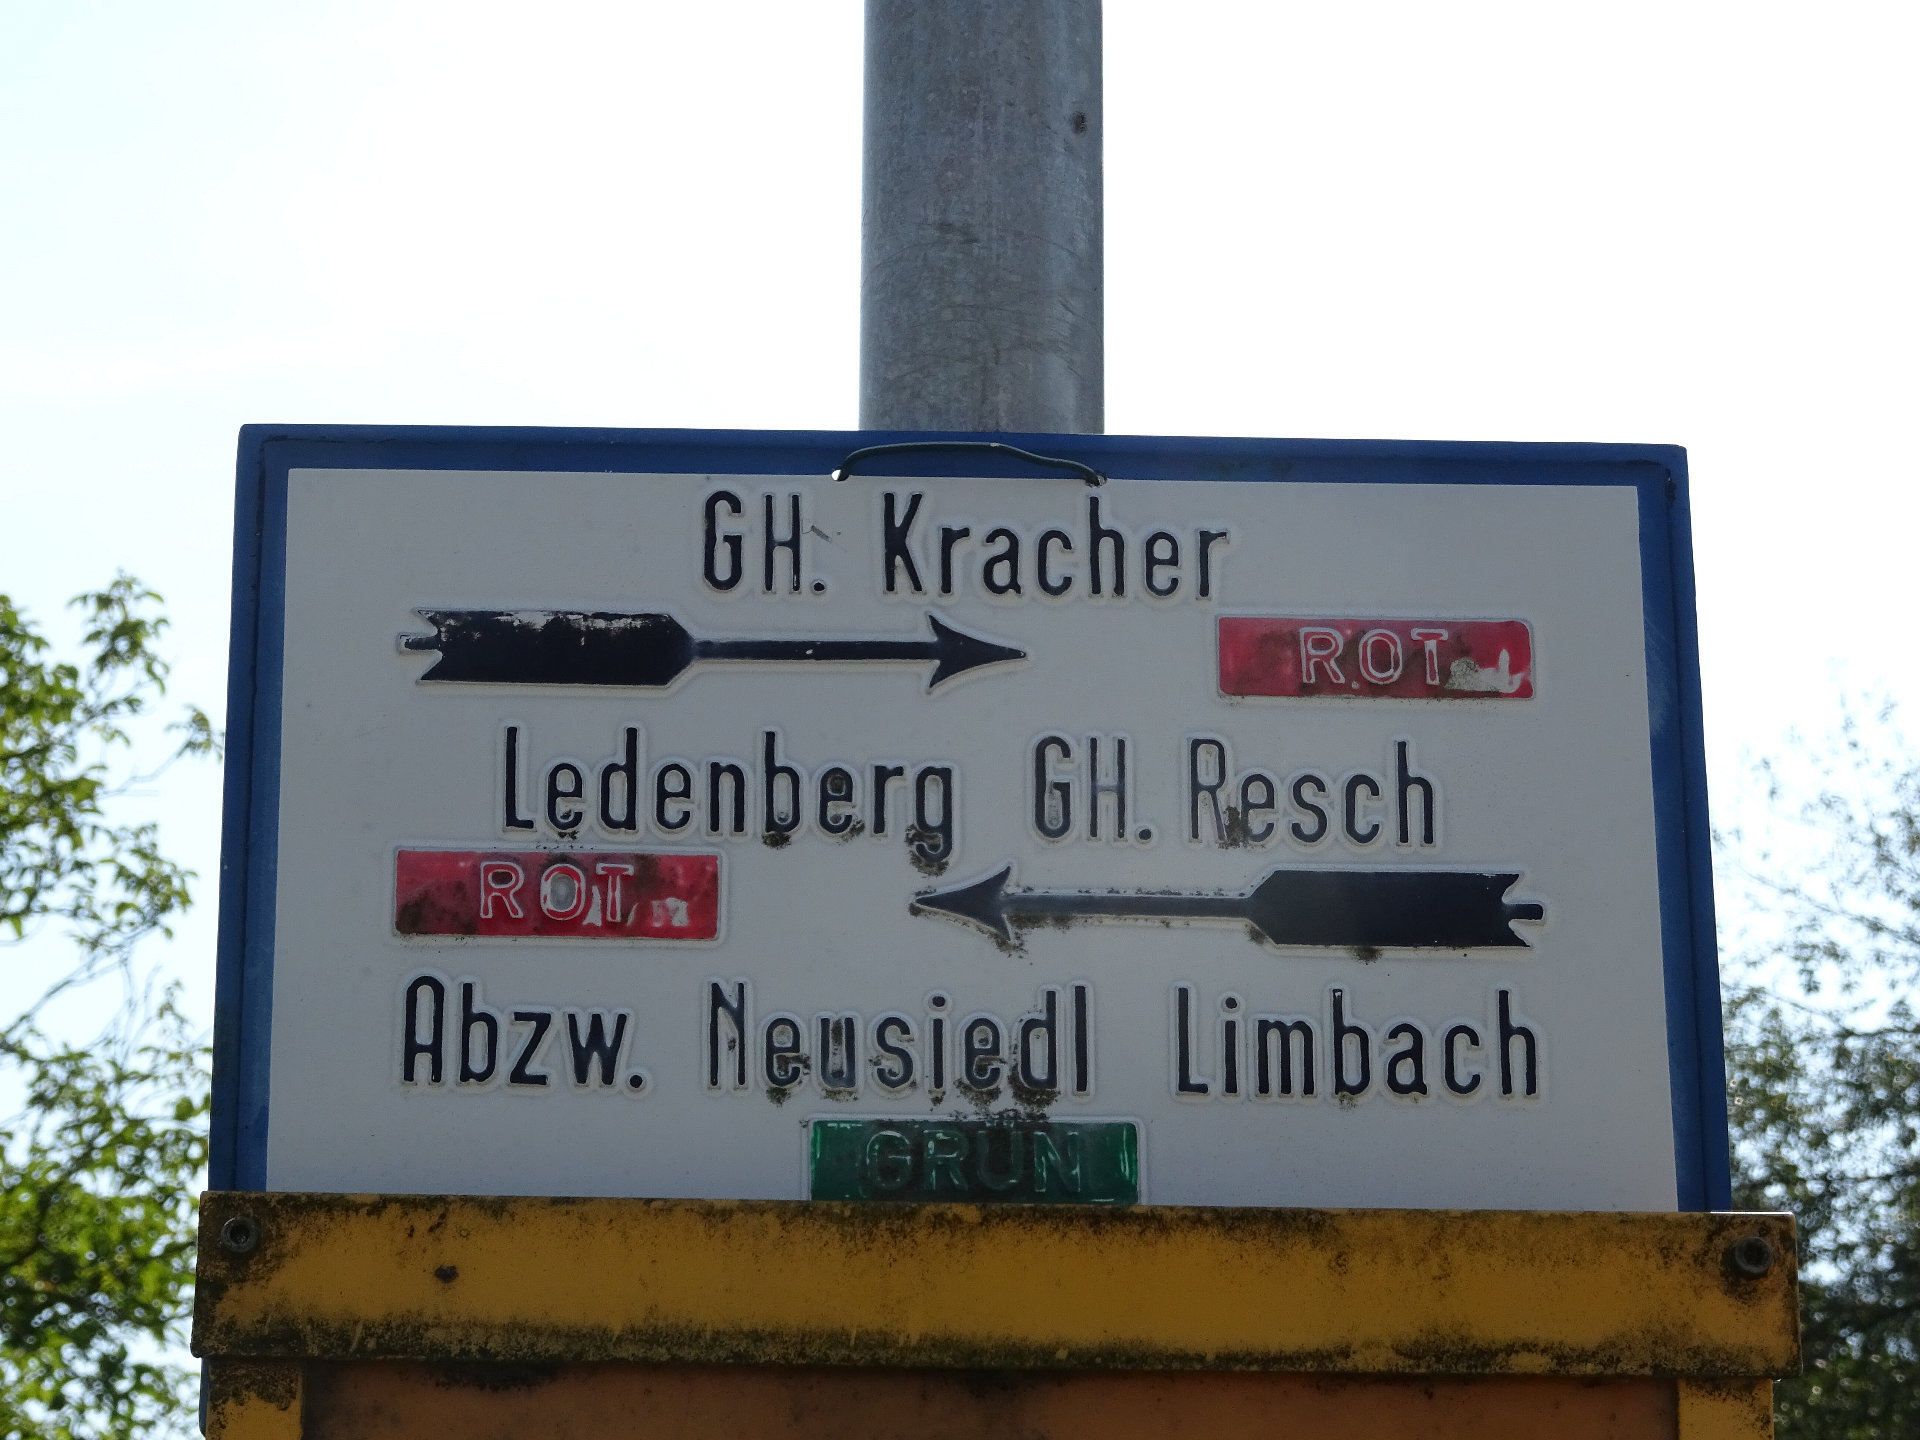 GH. Kracher
ROT
Ledenberg GH. Resch
ROT
Abzw. Neusiedl Limbach
GRÜN